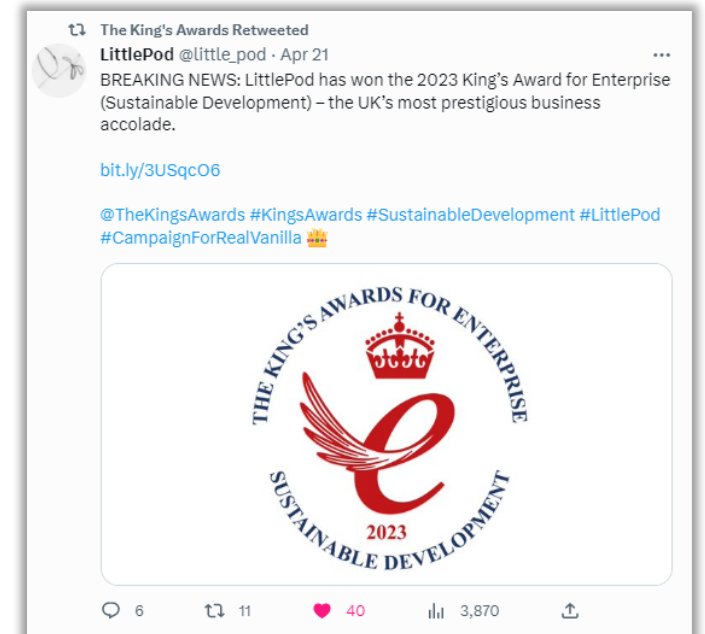 The King's Awards Retweeted
LittlePod @little_pod · Apr 21
BREAKING NEWS: LittlePod has won the 2023 King’s Award for Enterprise
(Sustainable Development) – the UK’s most prestigious business
accolade.
bit.ly/3USqcO6
@TheKingsAwards #KingsAwards #SustainableDevelopment #LittlePod
#CampaignForRealVanilla 👑
THE KING'S AWARDS FOR ENTERPRISE
e
2023
SUSTAINABLE DEVELOPMENT
6 11 40 3,870